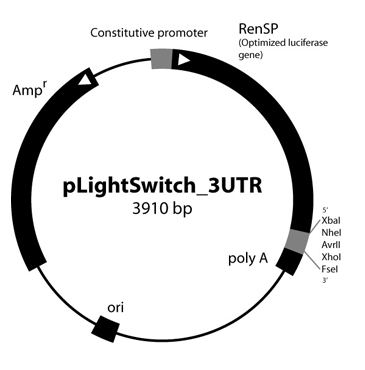 Constitutive promoter
RenSP
(Optimized luciferase
gene)
Amp^r
pLightSwitch_3UTR
3910 bp
5'
XbaI
NheI
AvrII
XhoI
FseI
3'
poly A
ori